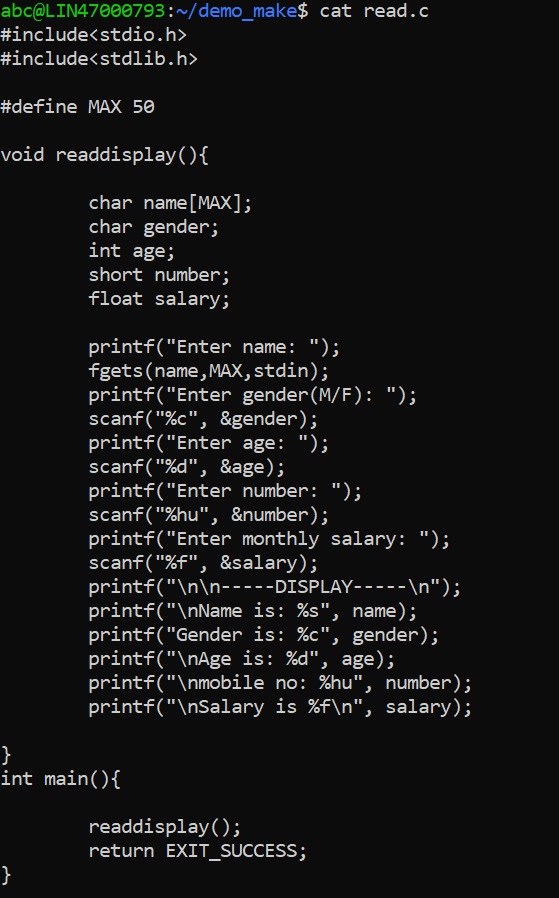 abc@LIN47000793:~/demo_make$ cat read.c
#include<stdio.h>
#include<stdlib.h>

#define MAX 50

void readdisplay(){

        char name[MAX];
        char gender;
        int age;
        short number;
        float salary;

        printf("Enter name: ");
        fgets(name,MAX,stdin);
        printf("Enter gender(M/F): ");
        scanf("%c", &gender);
        printf("Enter age: ");
        scanf("%d", &age);
        printf("Enter number: ");
        scanf("%hu", &number);
        printf("Enter monthly salary: ");
        scanf("%f", &salary);
        printf("\n\n-----DISPLAY-----\n");
        printf("\nName is: %s", name);
        printf("Gender is: %c", gender);
        printf("\nAge is: %d", age);
        printf("\nmobile no: %hu", number);
        printf("\nSalary is %f\n", salary);

}
int main(){

        readdisplay();
        return EXIT_SUCCESS;
}